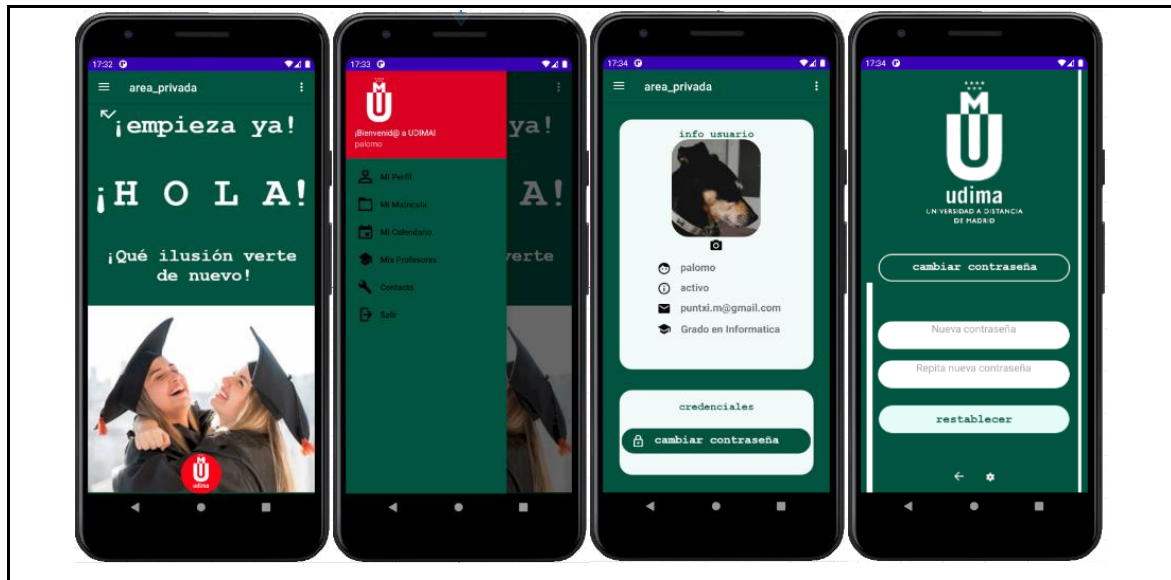 17:32
area_privada
¡empieza ya!
¡H O L A!
¡Qué ilusión verte
de nuevo!
udima
17:33
¡Bienvenid@ a UDIMA!
palomo
Mi Perfil
Mi Matricula
Mi Calendario
Mis Profesores
Contacto
Salir
ya!
A!
verte
17:34
area_privada
info usuario
palomo
activo
puntxi.m@gmail.com
Grado en Informatica
credenciales
cambiar contraseña
17:34
udima
UNIVERSIDAD A DISTANCIA
DE MADRID
cambiar contraseña
Nueva contraseña
Repita nueva contraseña
restablecer